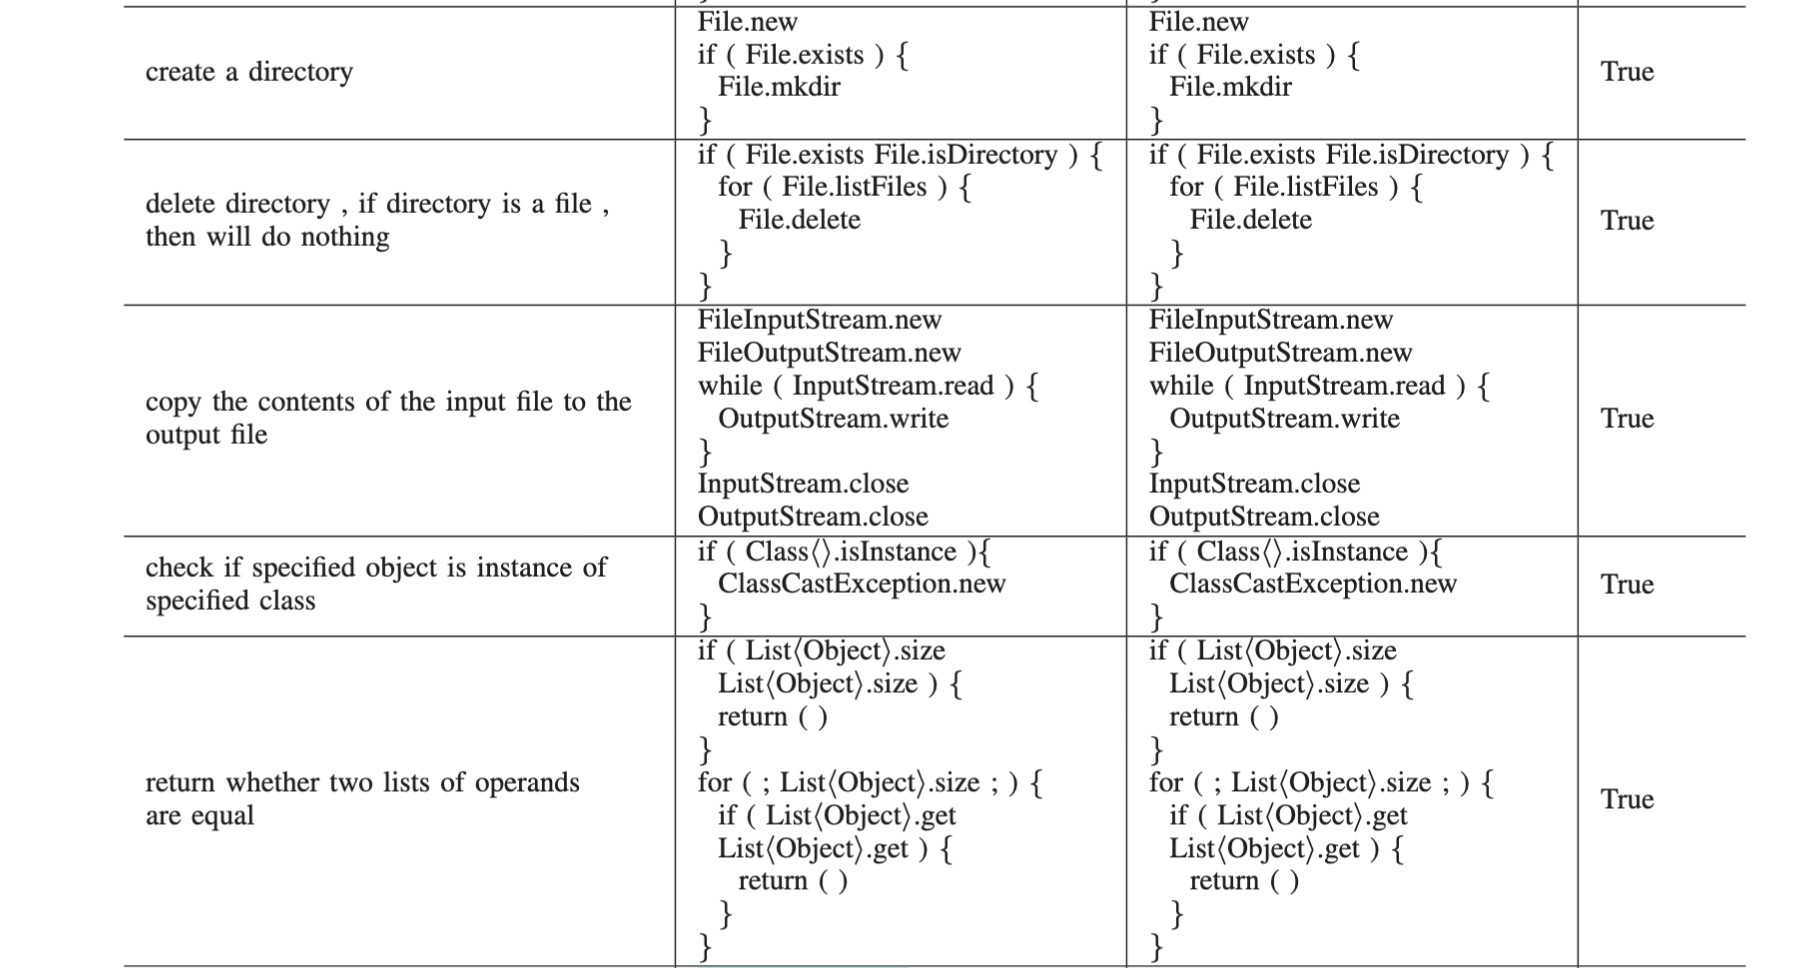 create a directory
File.new
if ( File.exists ) {
File.mkdir
}
File.new
if ( File.exists ) {
File.mkdir
}
True
delete directory , if directory is a file ,
then will do nothing
if ( File.exists File.isDirectory ) {
for ( File.listFiles ) {
File.delete
}
}
if ( File.exists File.isDirectory ) {
for ( File.listFiles ) {
File.delete
}
}
True
copy the contents of the input file to the
output file
FileInputStream.new
FileOutputStream.new
while ( InputStream.read ) {
OutputStream.write
}
InputStream.close
OutputStream.close
FileInputStream.new
FileOutputStream.new
while ( InputStream.read ) {
OutputStream.write
}
InputStream.close
OutputStream.close
True
check if specified object is instance of
specified class
if ( Class⟨⟩.isInstance ){
ClassCastException.new
}
if ( Class⟨⟩.isInstance ){
ClassCastException.new
}
True
return whether two lists of operands
are equal
if ( List⟨Object⟩.size
List⟨Object⟩.size ) {
return ( )
}
for ( ; List⟨Object⟩.size ; ) {
if ( List⟨Object⟩.get
List⟨Object⟩.get ) {
return ( )
}
}
if ( List⟨Object⟩.size
List⟨Object⟩.size ) {
return ( )
}
for ( ; List⟨Object⟩.size ; ) {
if ( List⟨Object⟩.get
List⟨Object⟩.get ) {
return ( )
}
}
True